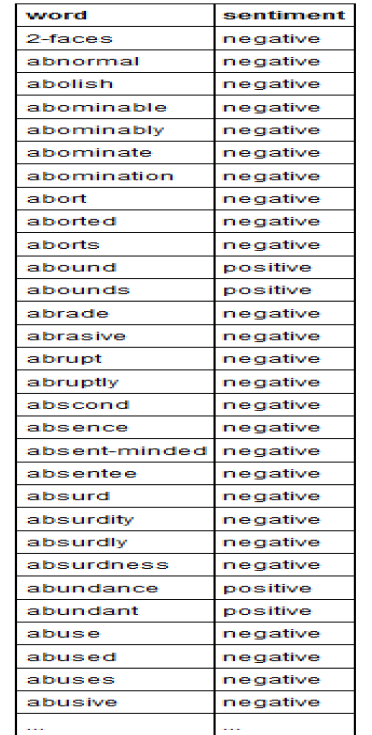 word sentiment
2-faces negative
abnormal negative
abolish negative
abominable negative
abominably negative
abominate negative
abomination negative
abort negative
aborted negative
aborts negative
abound positive
abounds positive
abrade negative
abrasive negative
abrupt negative
abruptly negative
abscond negative
absence negative
absent-minded negative
absentee negative
absurd negative
absurdity negative
absurdly negative
absurdness negative
abundance positive
abundant positive
abuse negative
abused negative
abuses negative
abusive negative
... ...